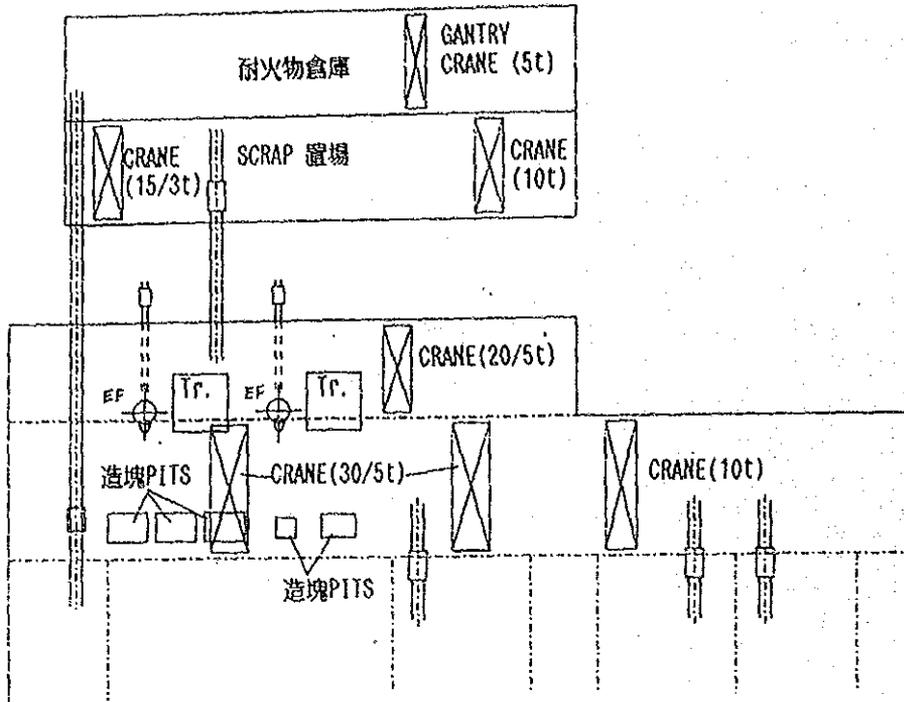 GANTRY
CRANE (5t)
耐火物倉庫
CRANE
(15/3t)
SCRAP 置場
CRANE
(10t)
CRANE(20/5t)
EF
Tr.
EF
Tr.
造塊PITS
CRANE(30/5t)
CRANE(10t)
造塊PITS